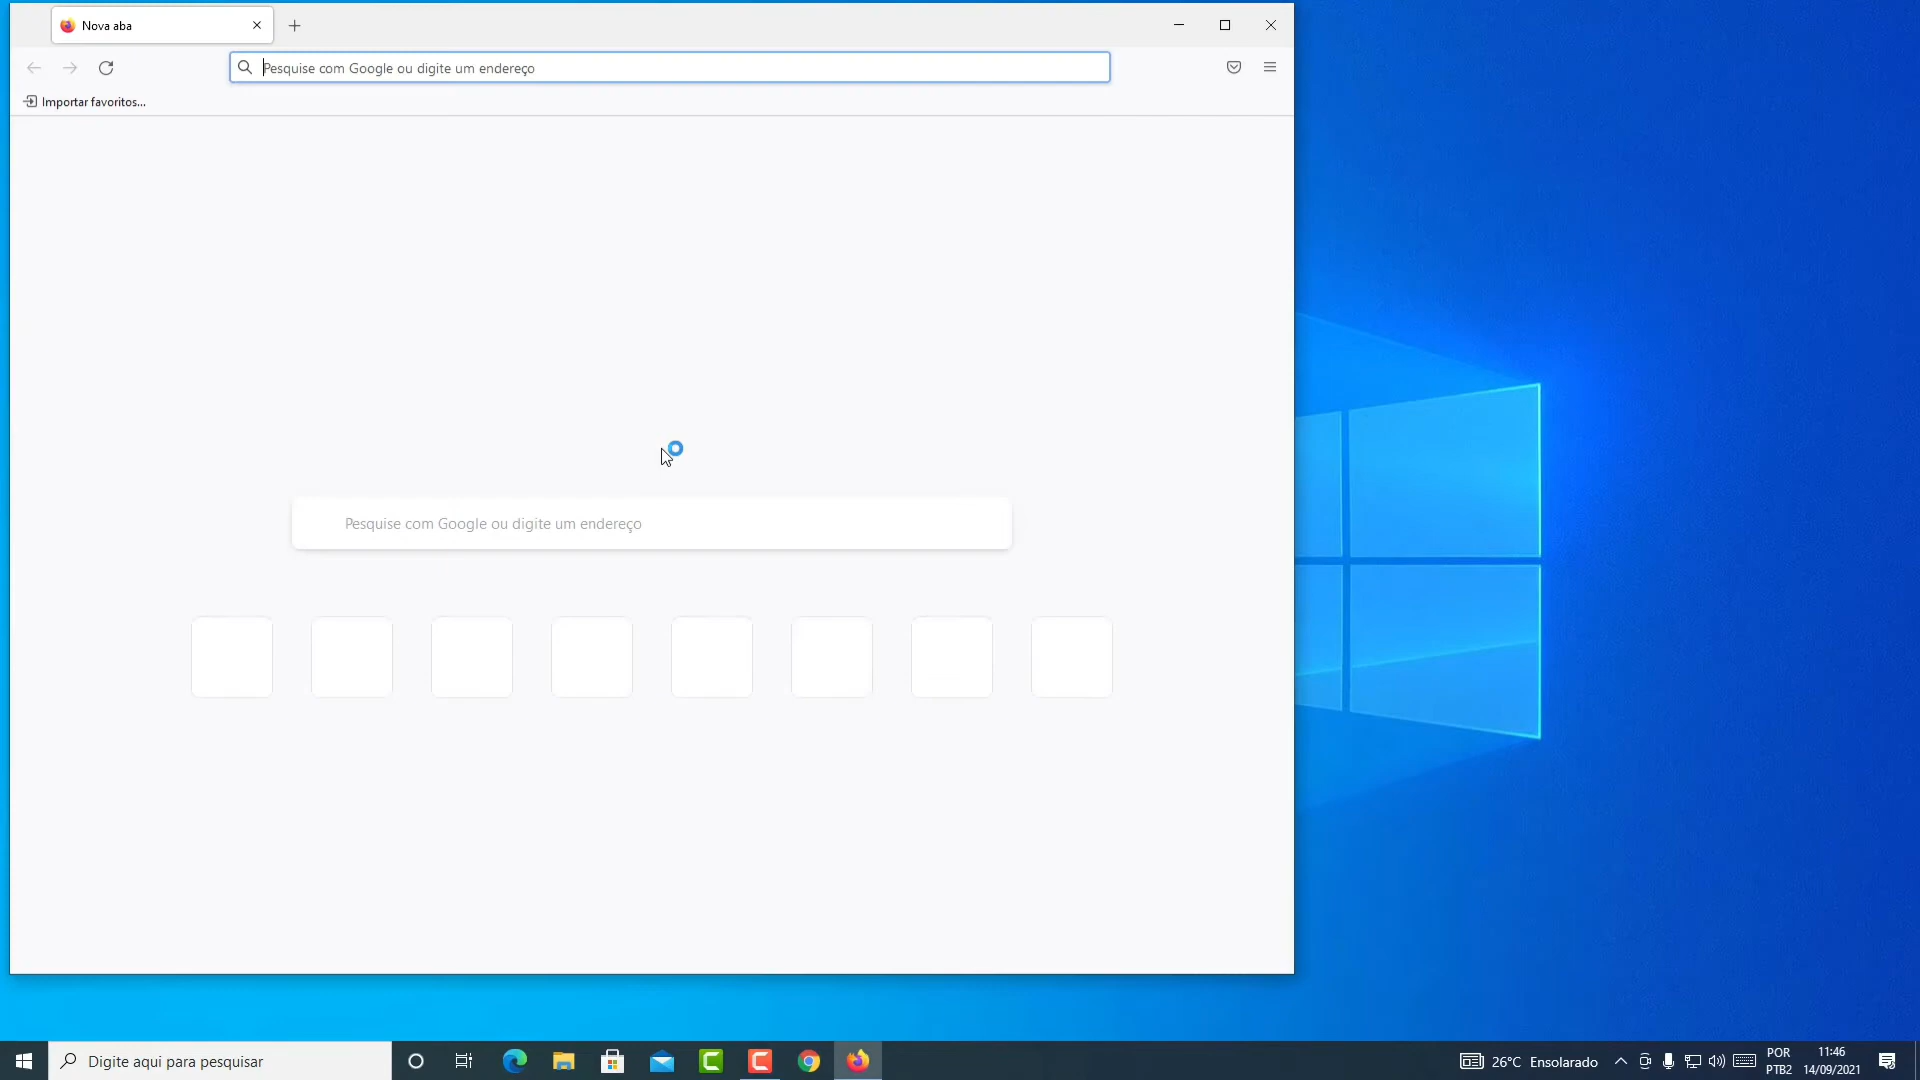 Nova aba
Pesquise com Google ou digite um endereço
Importar favoritos...
Pesquise com Google ou digite um endereço
Digite aqui para pesquisar
26°C Ensolarado
POR
PTB2
11:46
14/09/2021